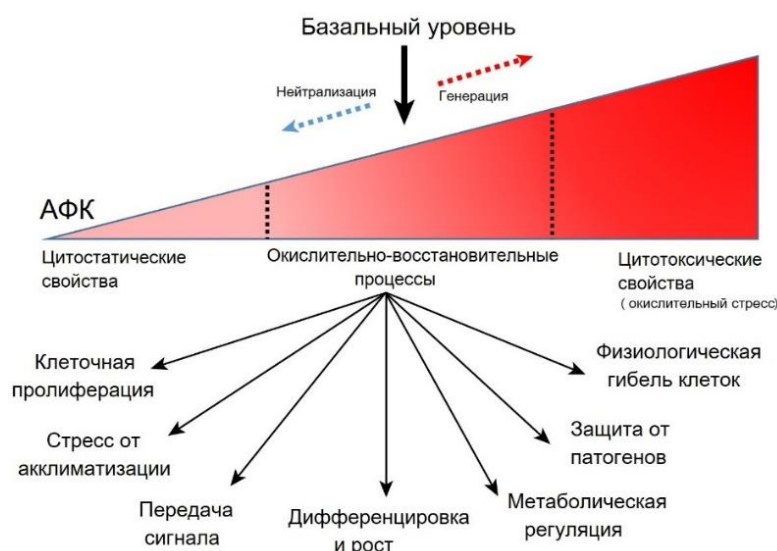 Базальный уровень
Нейтрализация
Генерация
АФК
Цитостатические
свойства
Окислительно-восстановительные
процессы
Цитотоксические
свойства
( окислительный стресс)
Клеточная
пролиферация
Физиологическая
гибель клеток
Стресс от
акклиматизации
Защита от
патогенов
Передача
сигнала
Дифференцировка
и рост
Метаболическая
регуляция